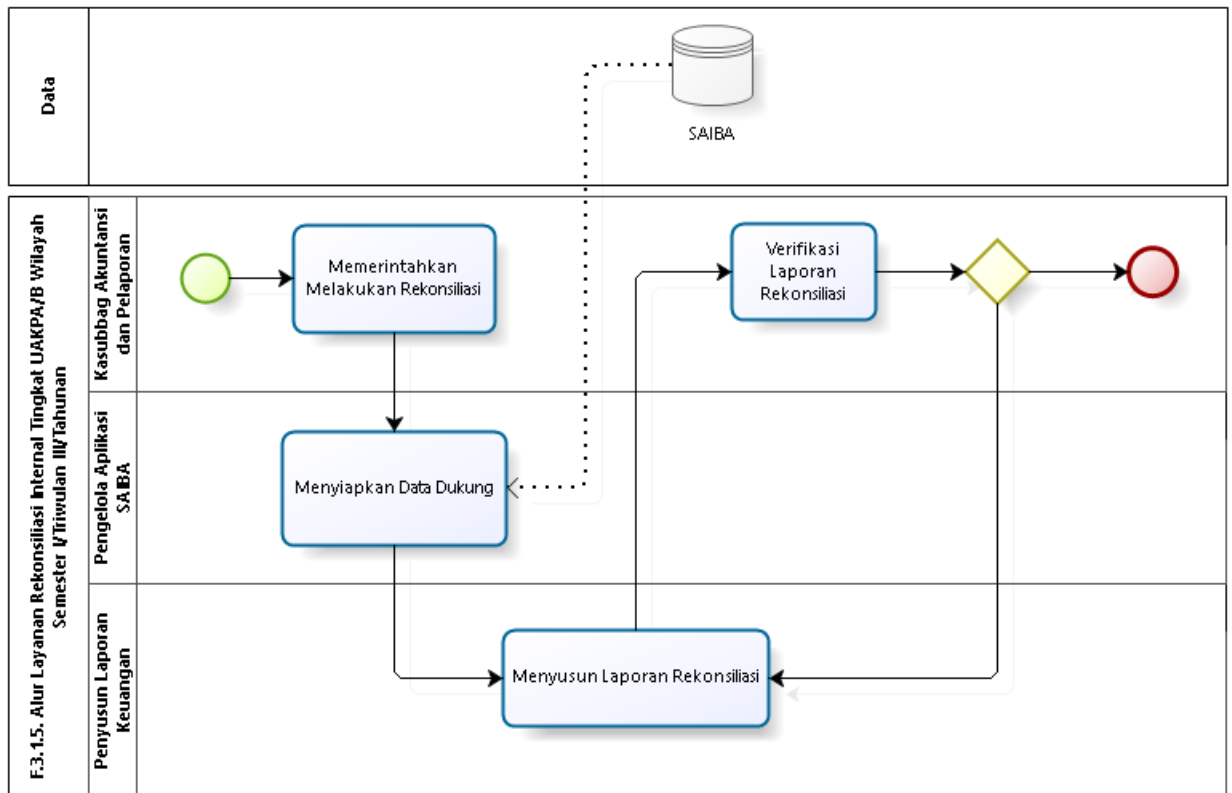 Data
SAIBA
F.3.1.5. Alur Layanan Rekonsiliasi Internal Tingkat UAKPA/B Wilayah
Semester I/Triwulan III/Tahunan
Kasubbag Akuntansi
dan Pelaporan
Memerintahkan
Melakukan Rekonsiliasi
Verifikasi
Laporan
Rekonsiliasi
Pengelola Aplikasi
SAIBA
Menyiapkan Data Dukung
Penyusun Laporan
Keuangan
Menyusun Laporan Rekonsiliasi